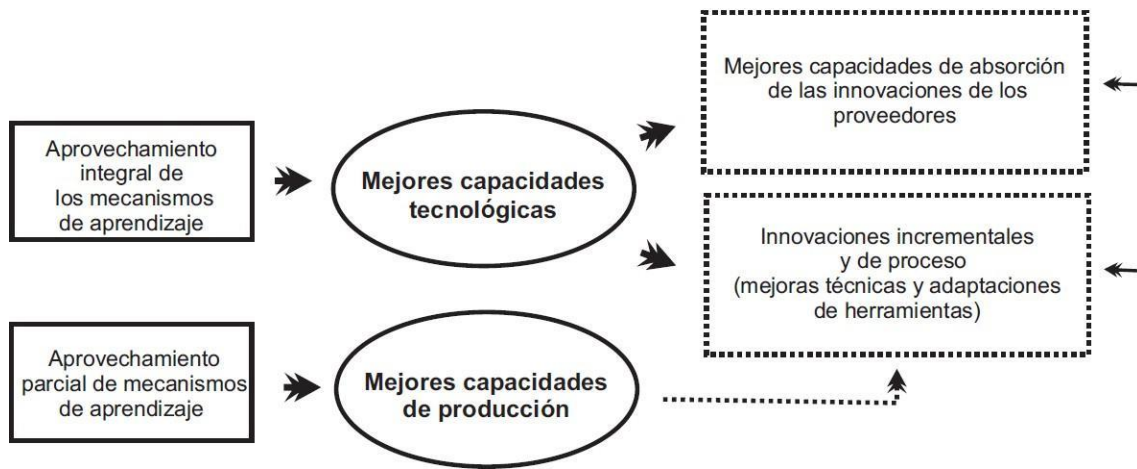 Aprovechamiento
integral de
los mecanismos
de aprendizaje
Mejores capacidades
tecnológicas
Mejores capacidades de absorción
de las innovaciones de los
proveedores
Innovaciones incrementales
y de proceso
(mejoras técnicas y adaptaciones
de herramientas)
Aprovechamiento
parcial de mecanismos
de aprendizaje
Mejores capacidades
de producción